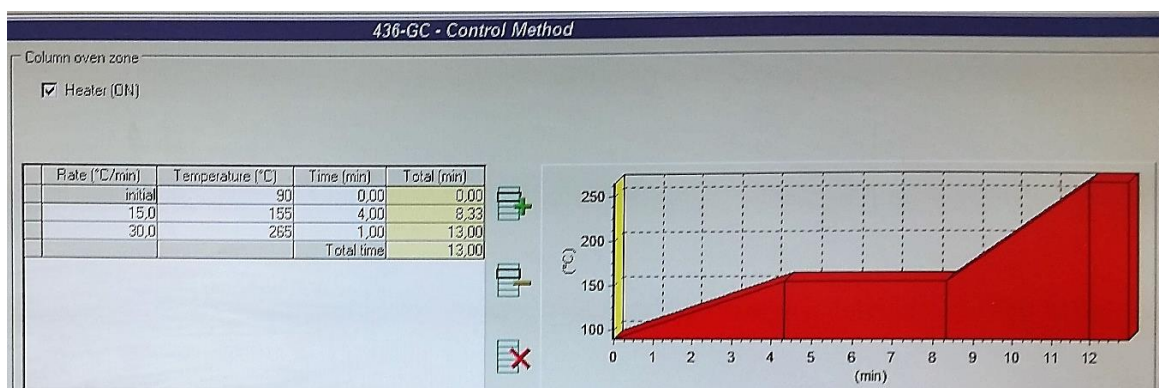 436-GC - Control Method
Column oven zone
Heater (ON)
Rate (°C/min) Temperature (°C) Time (min) Total (min)
initial 90 0,00 0,00
15,0 155 4,00 8,33
30,0 265 1,00 13,00
Total time 13,00
250
200
150
100
(°C)
0 1 2 3 4 5 6 7 8 9 10 11 12
(min)